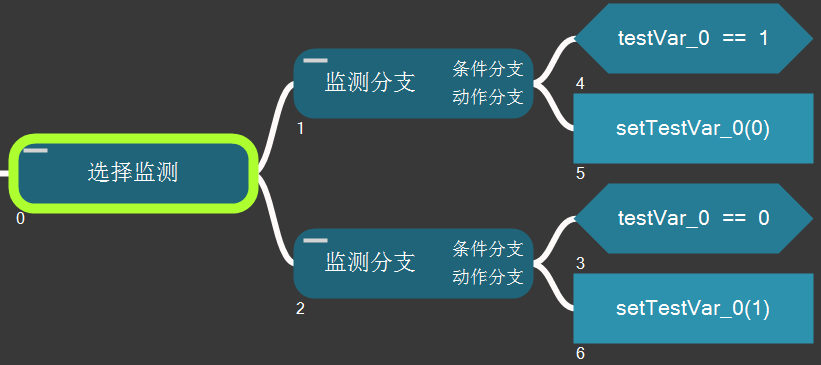 选择监测
0
监测分支
条件分支
动作分支
1
testVar_0 == 1
4
setTestVar_0(0)
5
监测分支
条件分支
动作分支
2
testVar_0 == 0
3
setTestVar_0(1)
6